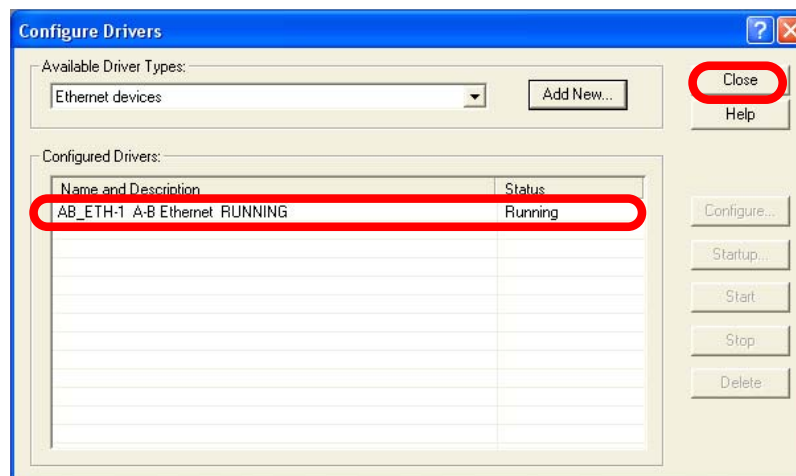 Configure Drivers
Available Driver Types:
Ethernet devices
Add New...
Close
Help
Configured Drivers:
Name and Description Status
AB_ETH-1 A-B Ethernet RUNNING Running
Configure...
Startup...
Start
Stop
Delete